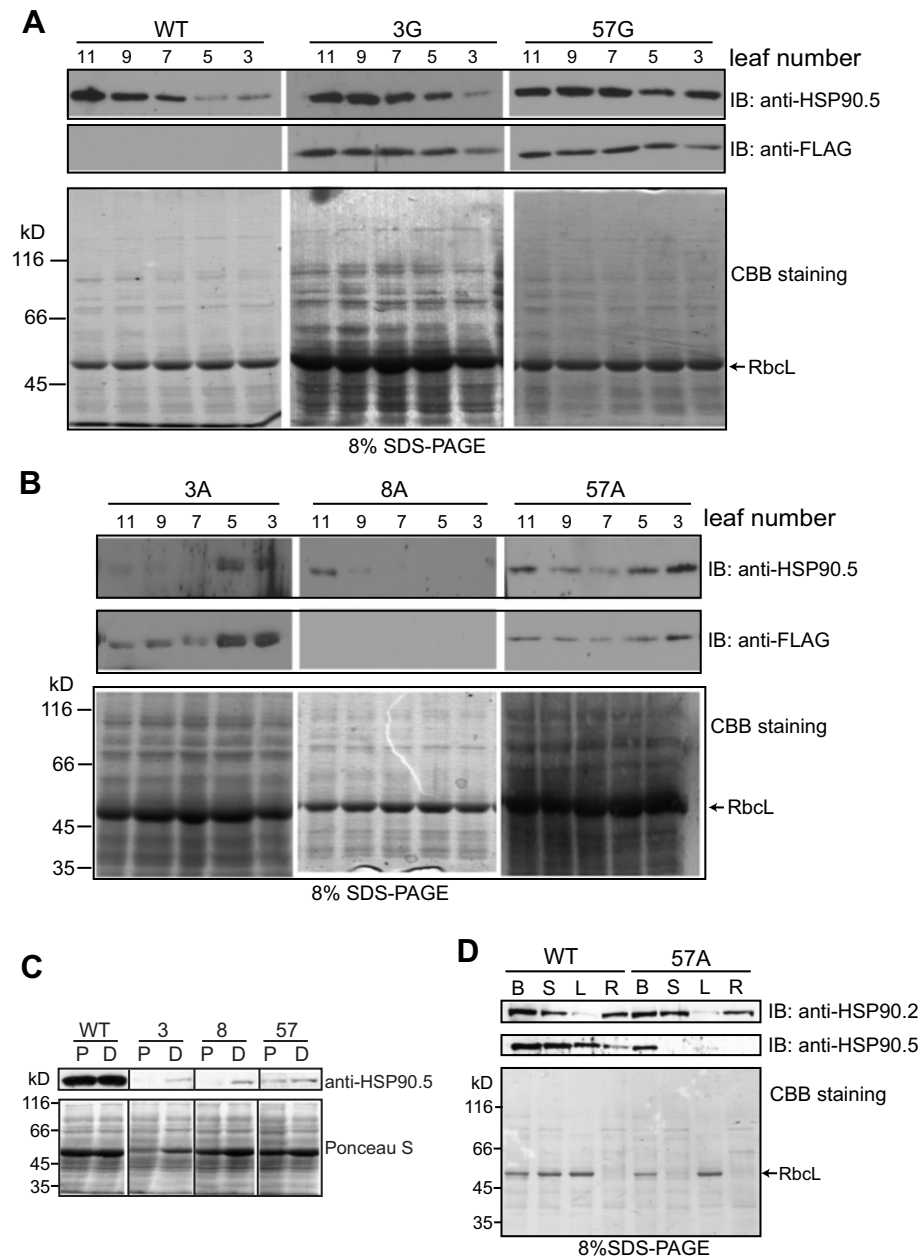 A
WT 3G 57G
11 9 7 5 3 11 9 7 5 3 11 9 7 5 3 leaf number
IB: anti-HSP90.5
IB: anti-FLAG
kD
116
CBB staining
66
RbcL
45
8% SDS-PAGE
B
3A 8A 57A
11 9 7 5 3 11 9 7 5 3 11 9 7 5 3 leaf number
IB: anti-HSP90.5
IB: anti-FLAG
kD
116
CBB staining
66
RbcL
45
35
8% SDS-PAGE
C
WT 3 8 57
P D P D P D P D
kD
anti-HSP90.5
116
66
Ponceau S
45
35
D
WT 57A
B S L R B S L R
IB: anti-HSP90.2
IB: anti-HSP90.5
kD
CBB staining
116
66
RbcL
45
35
8%SDS-PAGE